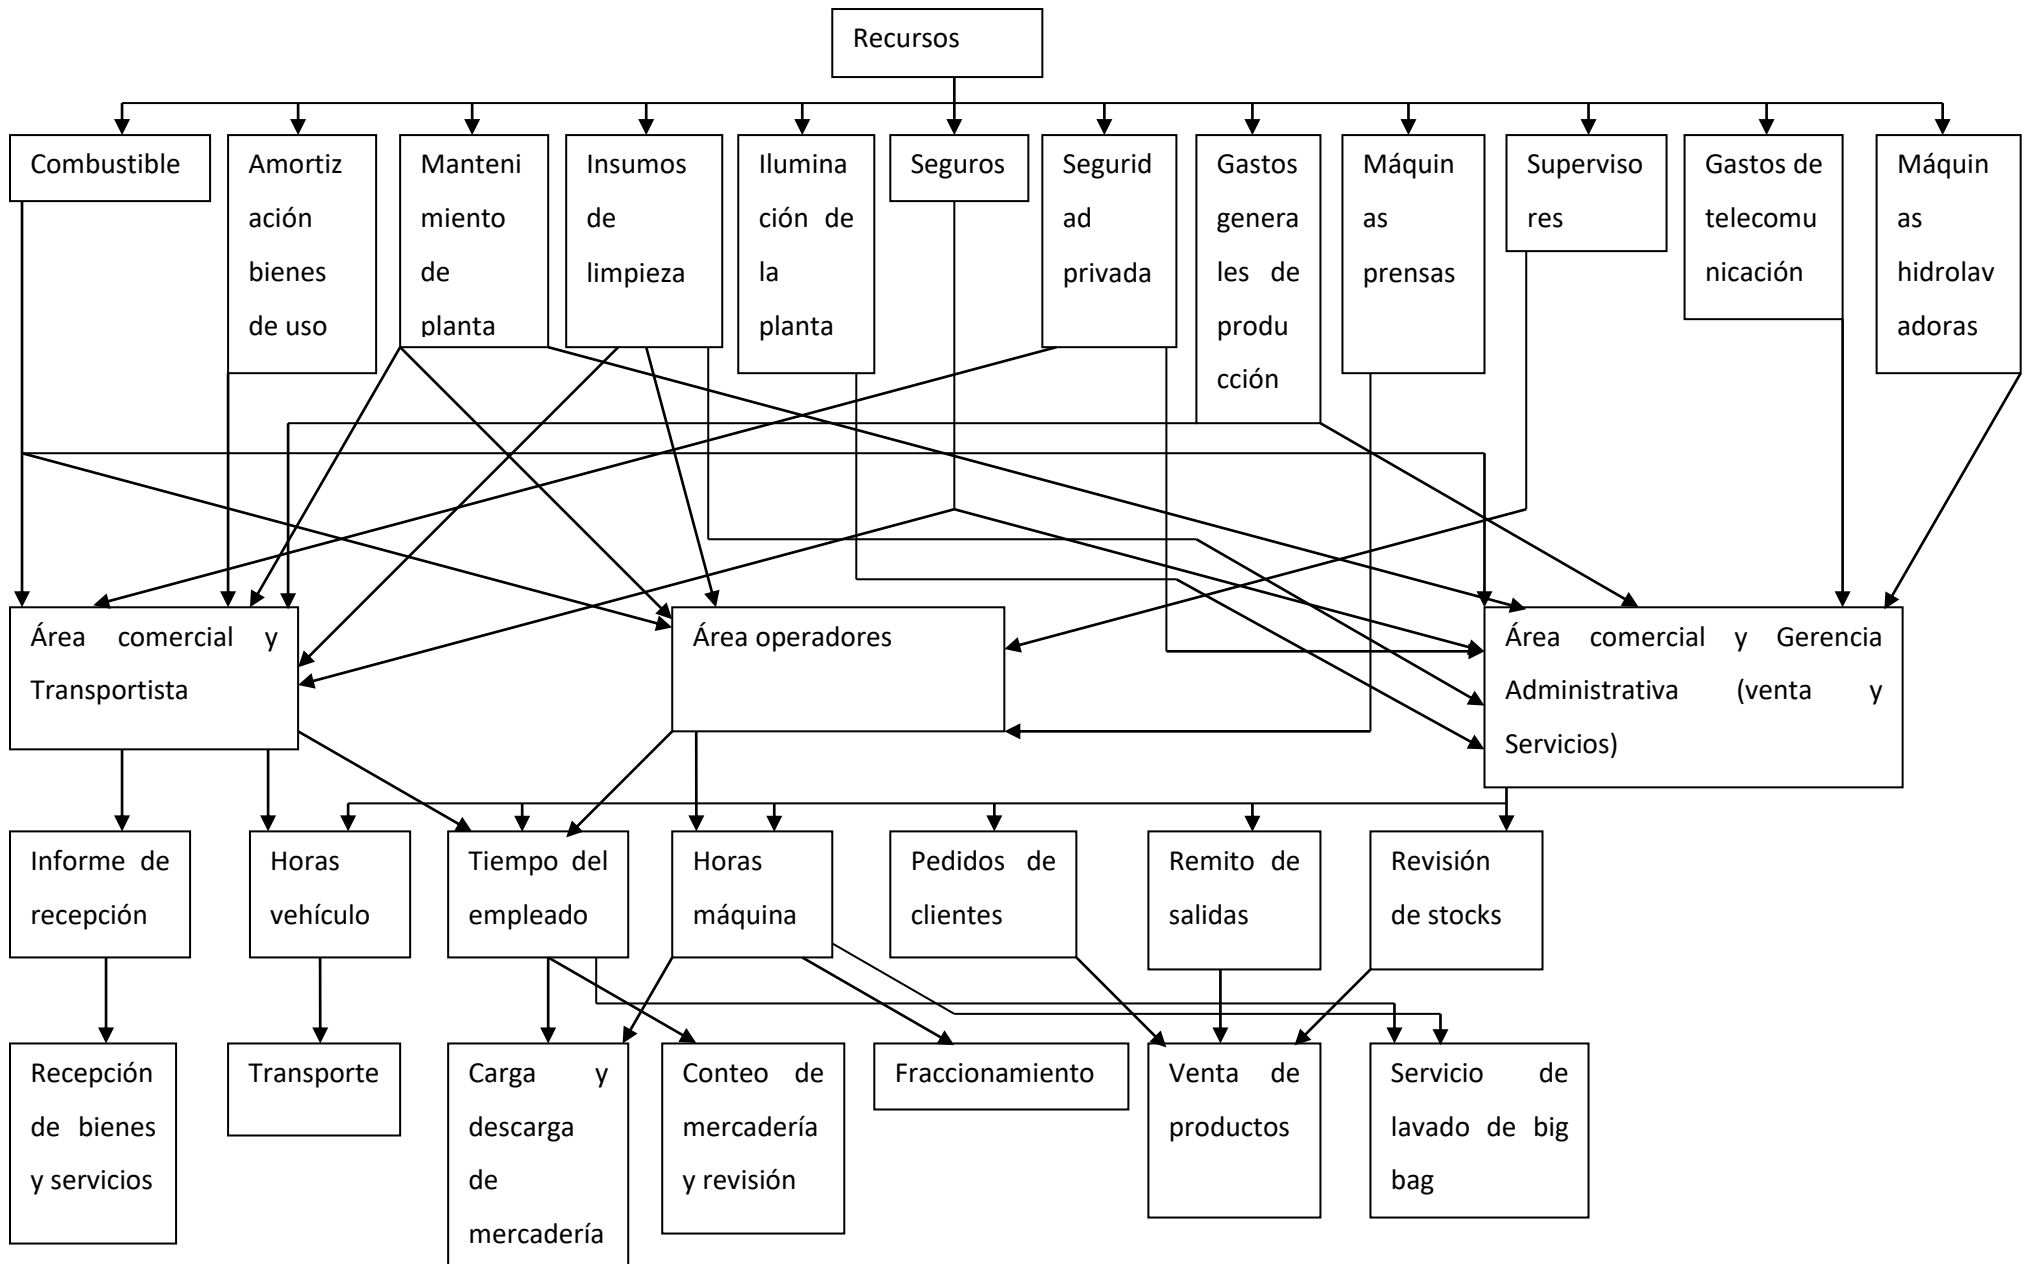 Recursos
Combustible
Amortiz
ación
bienes
de uso
Manteni
miento
de
planta
Insumos
de
limpieza
Ilumina
ción de
la
planta
Seguros
Segurid
ad
privada
Gastos
genera
les de
produ
cción
Máquin
as
prensas
Superviso
res
Gastos de
telecomu
nicación
Máquin
as
hidrolav
adoras
Área comercial y
Transportista
Área operadores
Área comercial y Gerencia
Administrativa (venta y
Servicios)
Informe de
recepción
Horas
vehículo
Tiempo del
empleado
Horas
máquina
Pedidos de
clientes
Remito de
salidas
Revisión
de stocks
Recepción
de bienes
y servicios
Transporte
Carga y
descarga
de
mercadería
Conteo de
mercadería
y revisión
Fraccionamiento
Venta de
productos
Servicio de
lavado de big
bag